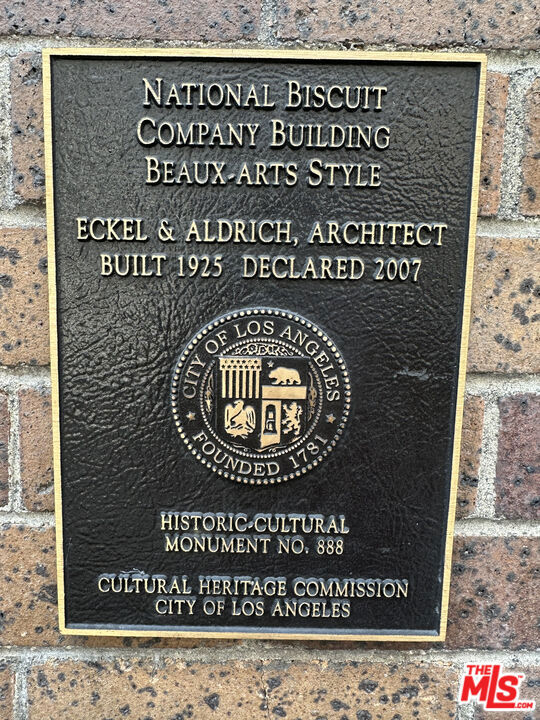 NATIONAL BISCUIT
COMPANY BUILDING
BEAUX-ARTS STYLE
ECKEL & ALDRICH, ARCHITECT
BUILT 1925 DECLARED 2007
CITY OF LOS ANGELES
FOUNDED 1781
HISTORIC-CULTURAL
MONUMENT NO. 888
CULTURAL HERITAGE COMMISSION
CITY OF LOS ANGELES
THE
MLS
.COM